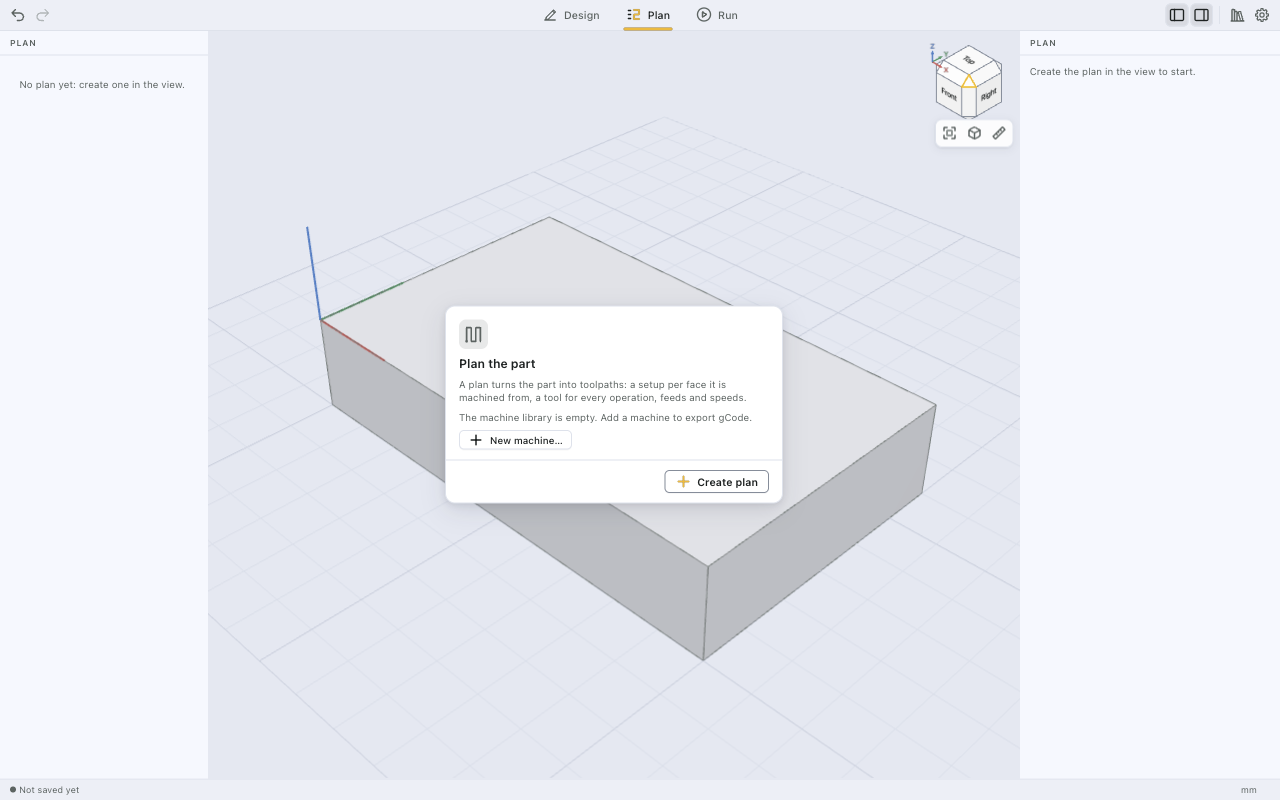 Design
Plan
Run
PLAN
No plan yet: create one in the view.
PLAN
Create the plan in the view to start.
Z
Y
X
Top
Front
Right
Plan the part
A plan turns the part into toolpaths: a setup per face it is
machined from, a tool for every operation, feeds and speeds.
The machine library is empty. Add a machine to export gCode.
New machine...
Create plan
Not saved yet
mm